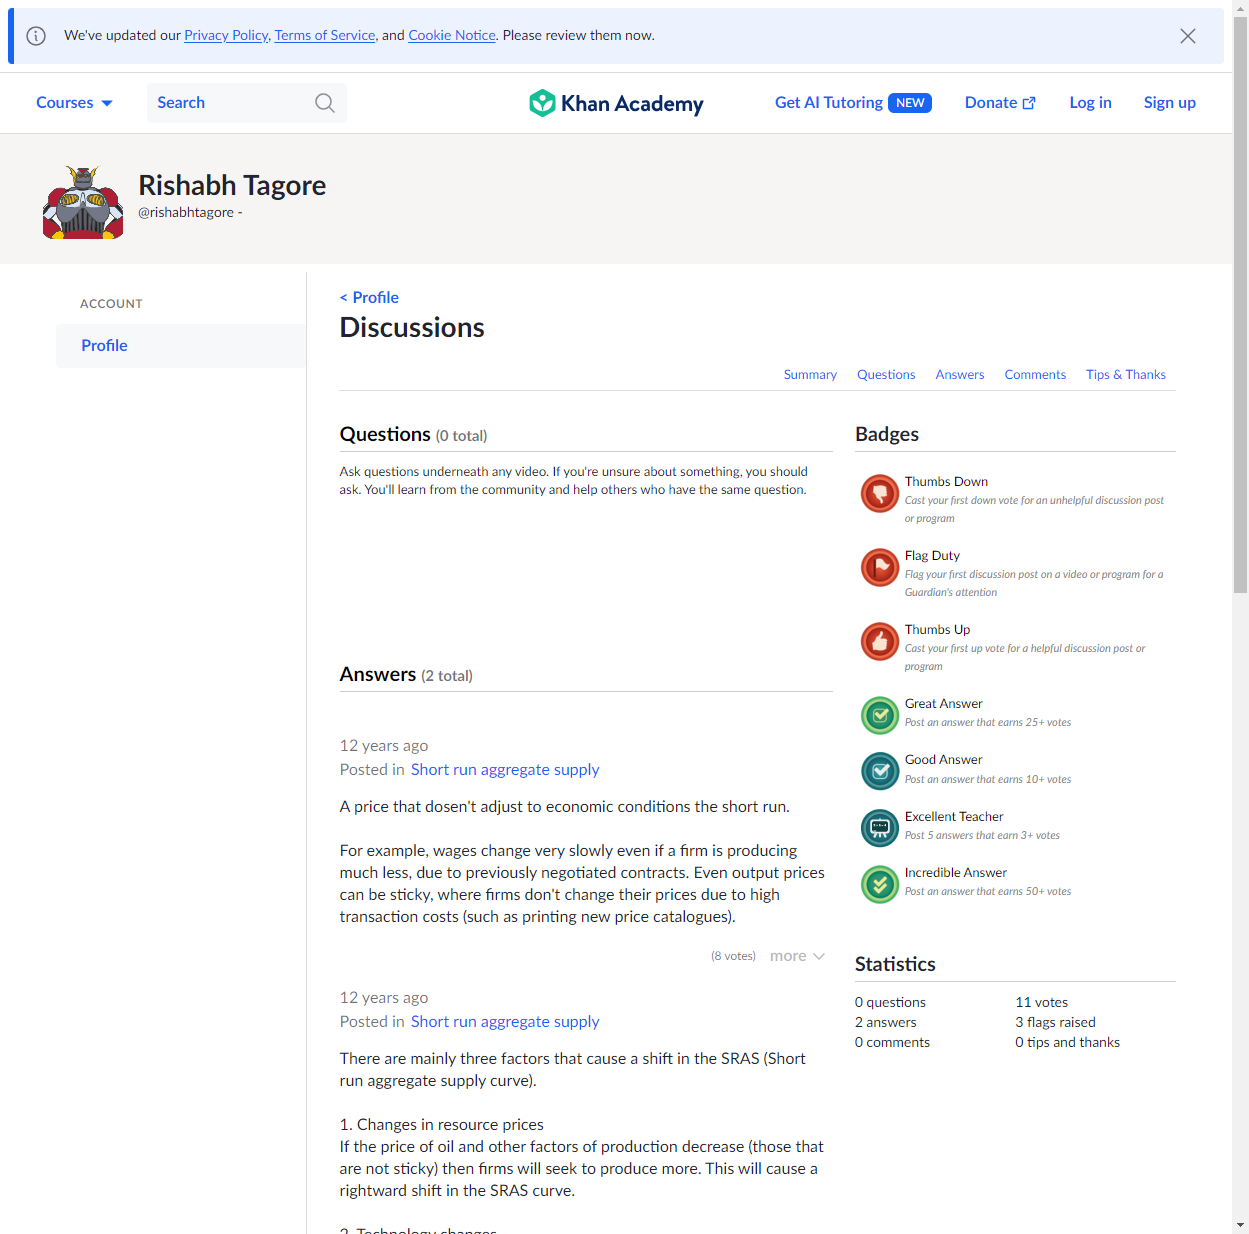 We've updated our Privacy Policy, Terms of Service, and Cookie Notice. Please review them now.
Courses
Search
Khan Academy
Get AI Tutoring NEW
Donate
Log in
Sign up
Rishabh Tagore
@rishabhtagore -
ACCOUNT
Profile
< Profile
Discussions
Summary
Questions
Answers
Comments
Tips & Thanks
Questions (0 total)
Ask questions underneath any video. If you're unsure about something, you should
ask. You'll learn from the community and help others who have the same question.
Answers (2 total)
12 years ago
Posted in Short run aggregate supply
A price that dosen't adjust to economic conditions the short run.
For example, wages change very slowly even if a firm is producing
much less, due to previously negotiated contracts. Even output prices
can be sticky, where firms don't change their prices due to high
transaction costs (such as printing new price catalogues).
(8 votes) more
12 years ago
Posted in Short run aggregate supply
There are mainly three factors that cause a shift in the SRAS (Short
run aggregate supply curve).
1. Changes in resource prices
If the price of oil and other factors of production decrease (those that
are not sticky) then firms will seek to produce more. This will cause a
rightward shift in the SRAS curve.
2. Technology changes
Badges
Thumbs Down
Cast your first down vote for an unhelpful discussion post
or program
Flag Duty
Flag your first discussion post on a video or program for a
Guardian's attention
Thumbs Up
Cast your first up vote for a helpful discussion post or
program
Great Answer
Post an answer that earns 25+ votes
Good Answer
Post an answer that earns 10+ votes
Excellent Teacher
Post 5 answers that earn 3+ votes
Incredible Answer
Post an answer that earns 50+ votes
Statistics
0 questions
2 answers
0 comments
11 votes
3 flags raised
0 tips and thanks